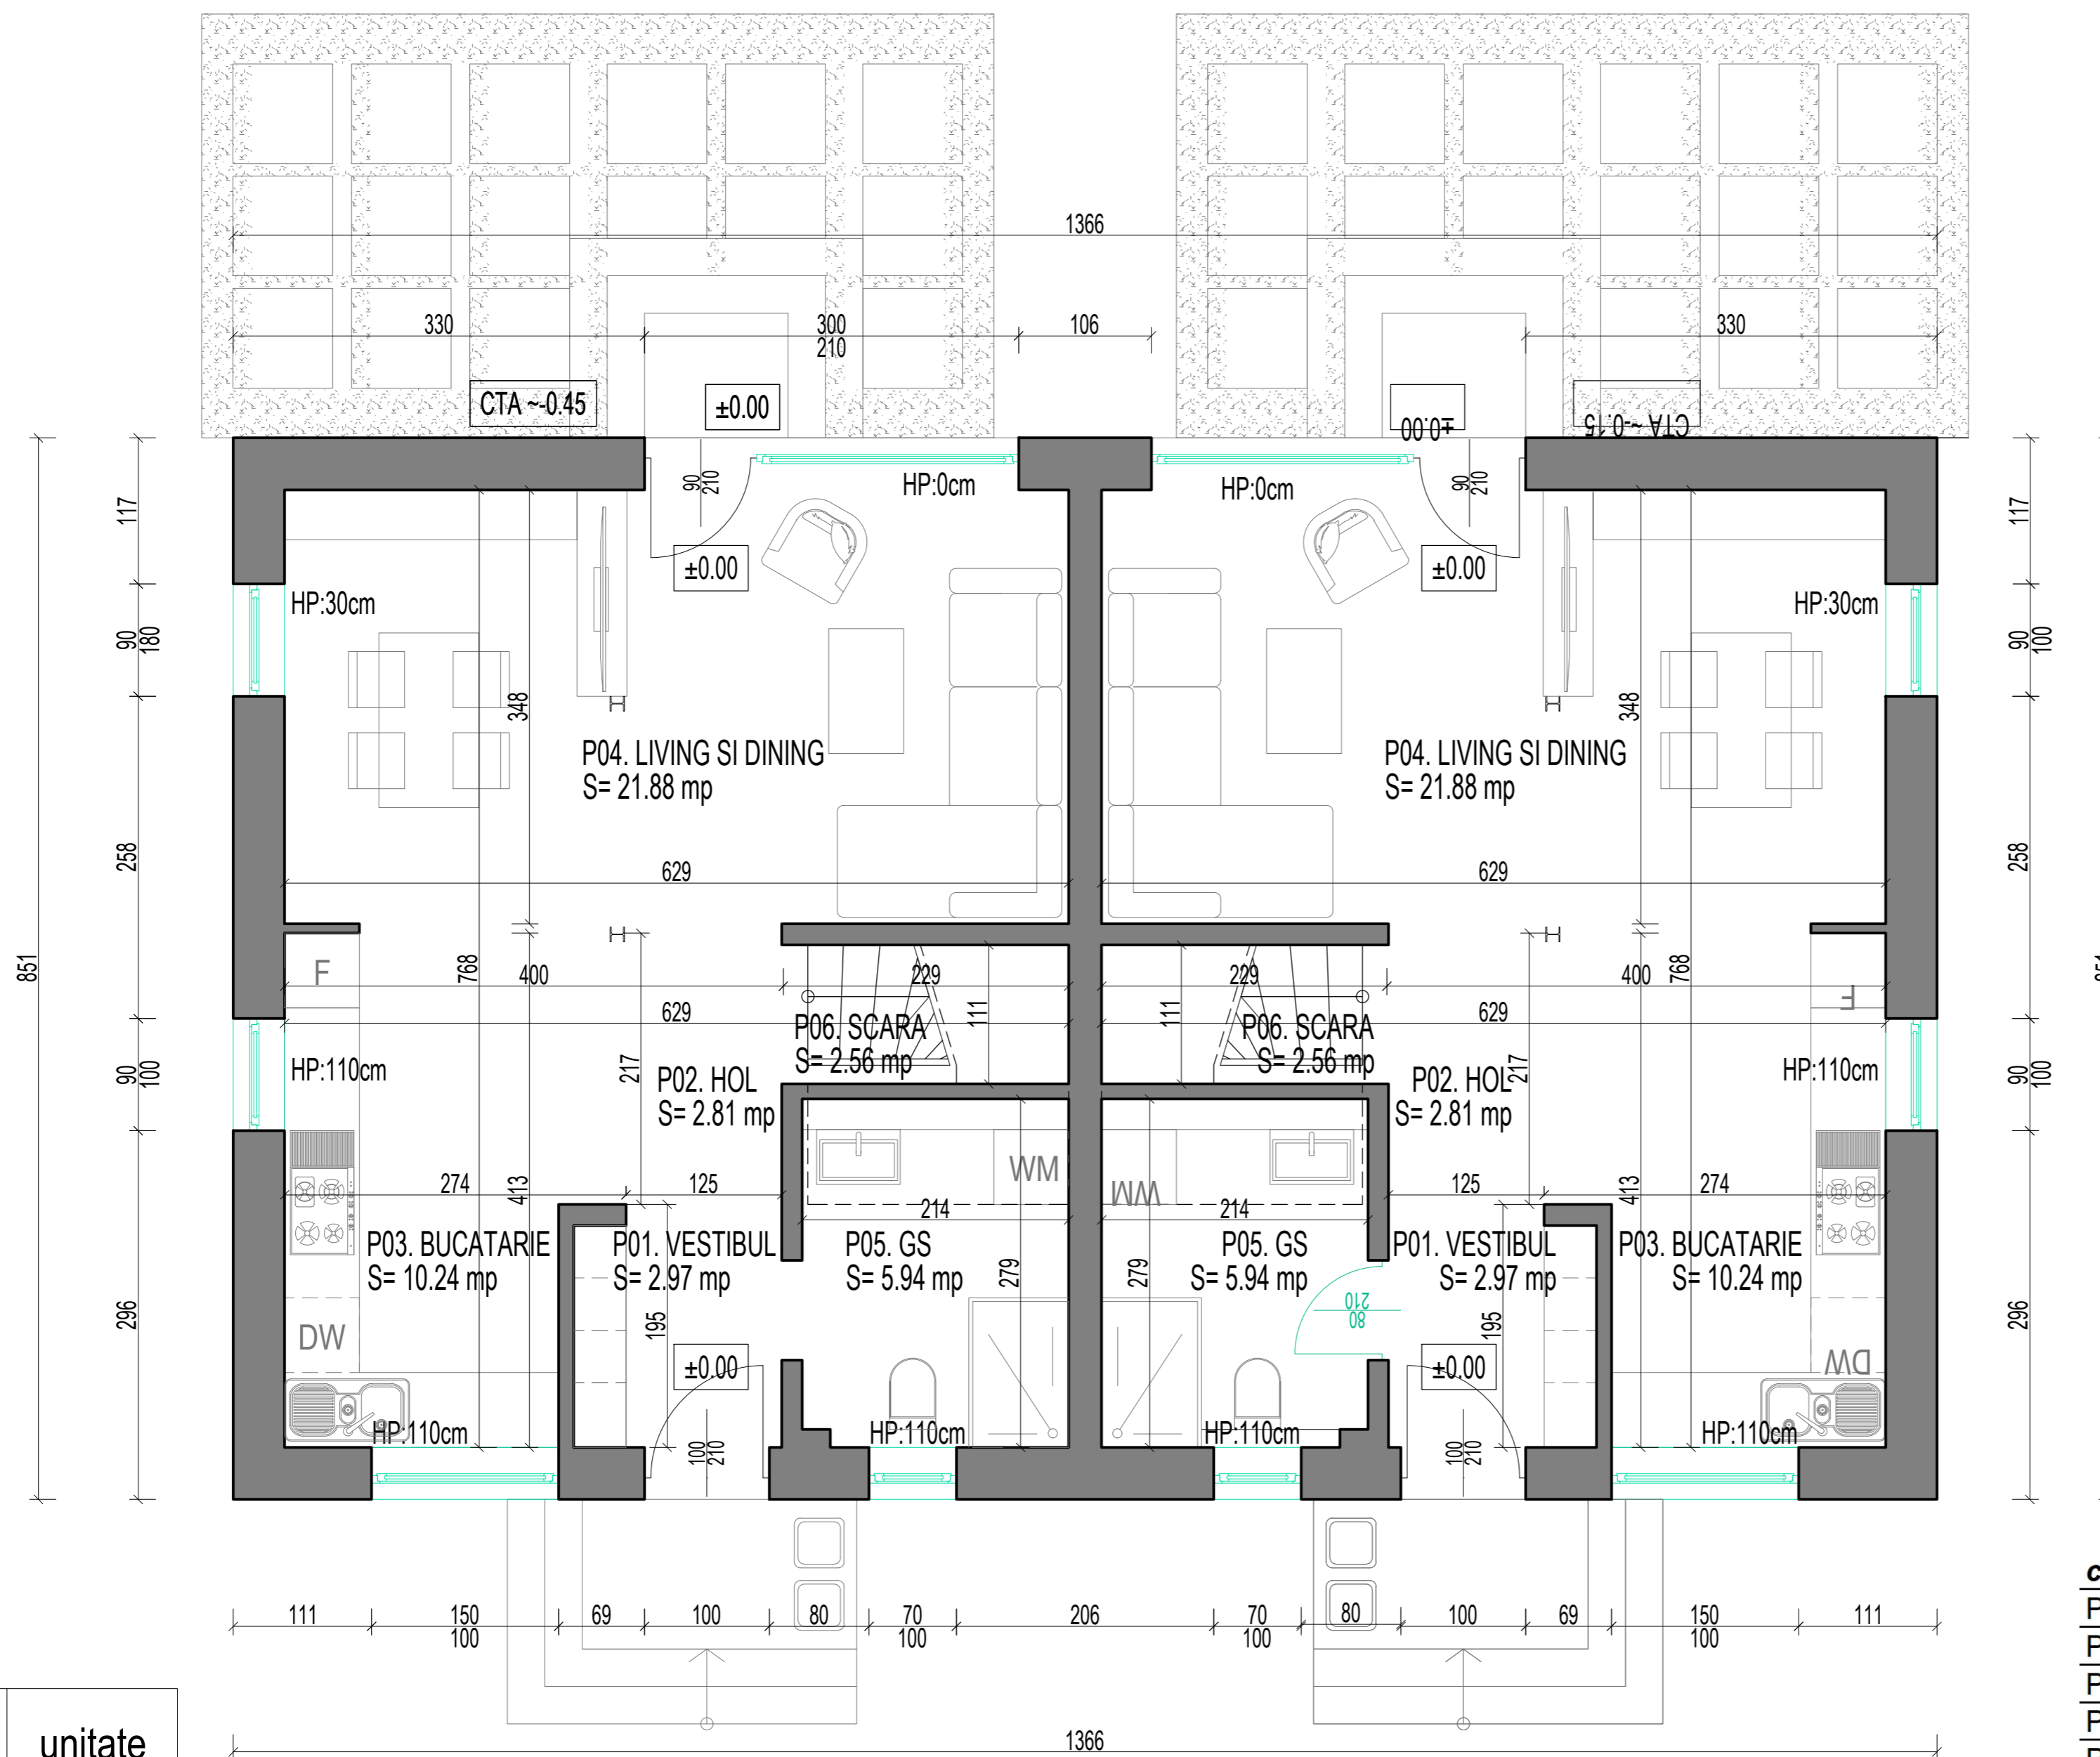 1366
330
300
210
106
330
CTA ~-0.45
±0.00
±0.00
CTA ~-0.15
90
210
HP:0cm
HP:0cm
90
210
±0.00
±0.00
117
117
HP:30cm
HP:30cm
90
180
90
100
348
348
P04. LIVING SI DINING
S= 21.88 mp
P04. LIVING SI DINING
S= 21.88 mp
258
258
629
629
851
F
768
400
229
229
400
768
F
111
111
629
629
P06. SCARA
S= 2.56 mp
P06. SCARA
S= 2.56 mp
90
100
HP:110cm
217
P02. HOL
S= 2.81 mp
P02. HOL
S= 2.81 mp
217
HP:110cm
90
100
WM
WM
274
413
125
214
214
125
413
274
P03. BUCATARIE
S= 10.24 mp
P01. VESTIBUL
S= 2.97 mp
P05. GS
S= 5.94 mp
P05. GS
S= 5.94 mp
P01. VESTIBUL
S= 2.97 mp
P03. BUCATARIE
S= 10.24 mp
279
279
296
296
80
210
DW
195
±0.00
±0.00
195
DW
HP:110cm
100
210
HP:110cm
HP:110cm
100
210
HP:110cm
111
150
100
69
100
80
70
100
206
70
100
80
100
69
150
100
111
unitate
1366
c
P
P
P
P